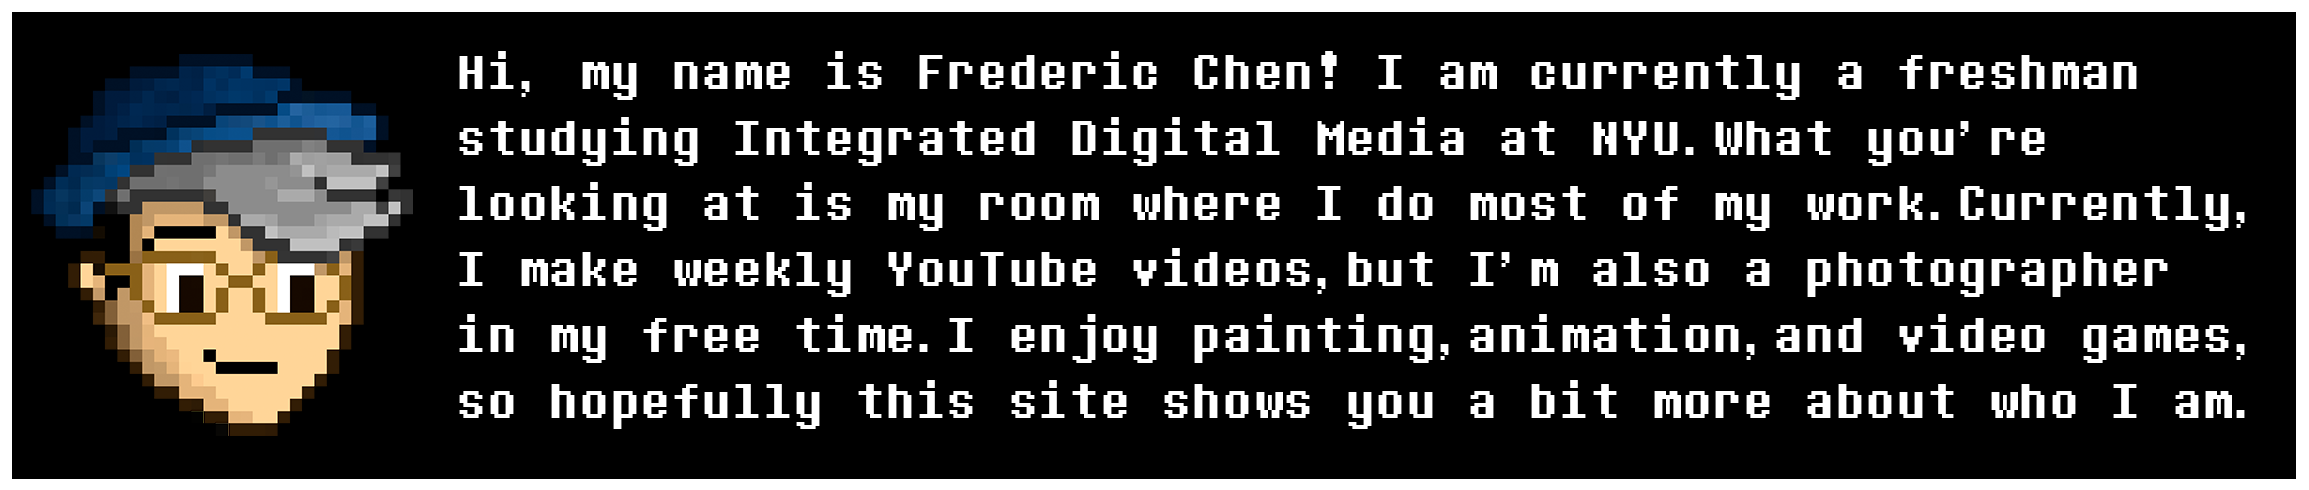 Hi, my name is Frederic Chen! I am currently a freshman
studying Integrated Digital Media at NYU. What you're
looking at is my room where I do most of my work. Currently,
I make weekly YouTube videos, but I'm also a photographer
in my free time. I enjoy painting, animation, and video games,
so hopefully this site shows you a bit more about who I am.